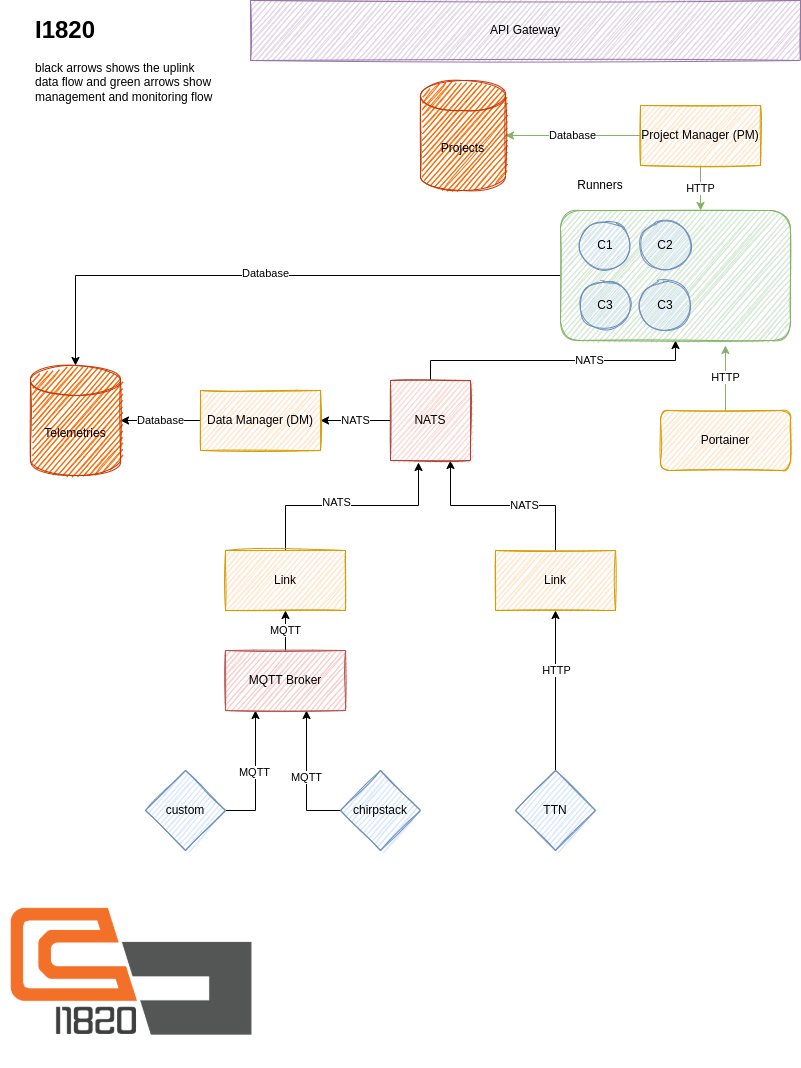 I1820
API Gateway
black arrows shows the uplink
data flow and green arrows show
management and monitoring flow
Projects
Database
Project Manager (PM)
HTTP
Runners
C1
C2
C3
C3
Database
NATS
HTTP
Telemetries
Database
Data Manager (DM)
NATS
NATS
Portainer
NATS
NATS
Link
Link
MQTT
MQTT Broker
HTTP
MQTT
MQTT
custom
chirpstack
TTN
I1820